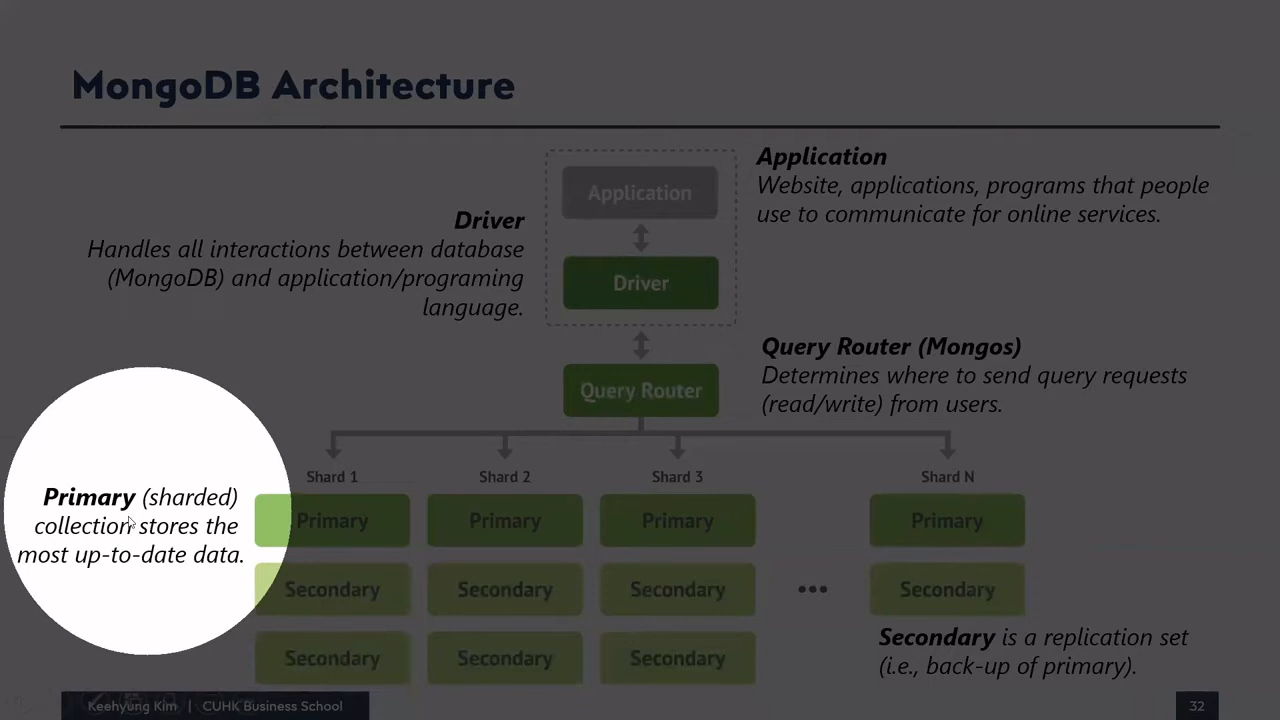 MongoDB Architecture
Application
Driver
Query Router
Application
Website, applications, programs that people
use to communicate for online services.
Driver
Handles all interactions between database
(MongoDB) and application/programing
language.
Query Router (Mongos)
Determines where to send query requests
(read/write) from users.
Shard 1 Shard 2 Shard 3 Shard N
Primary (sharded)
collection stores the
most up-to-date data.
Primary Primary Primary Primary
Secondary Secondary Secondary ••• Secondary
Secondary Secondary Secondary
Secondary is a replication set
(i.e., back-up of primary).
Keehyung Kim | CUHK Business School
32